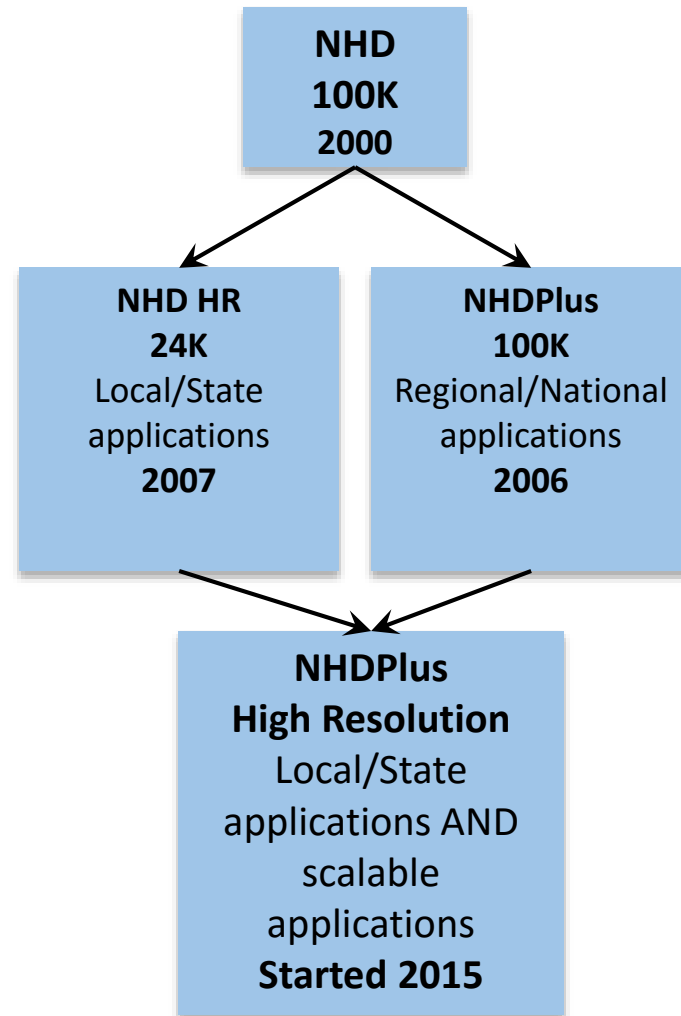 NHD
100K
2000
NHD HR
24K
Local/State
applications
2007
NHDPlus
100K
Regional/National
applications
2006
NHDPlus
High Resolution
Local/State
applications AND
scalable
applications
Started 2015